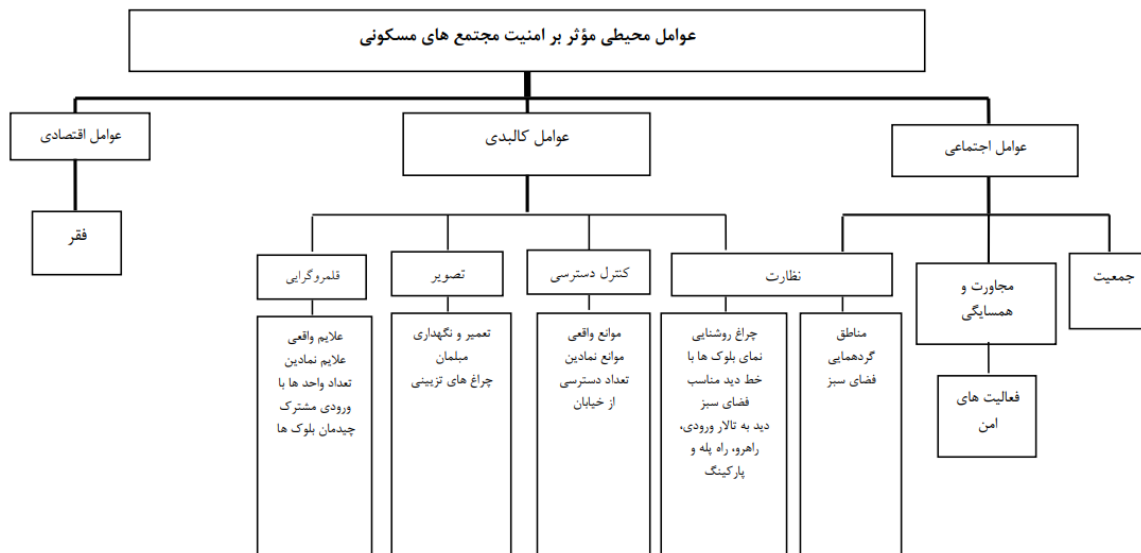 عوامل محیطی مؤثر بر امنیت مجتمع های مسکونی
عوامل اجتماعی
عوامل کالبدی
عوامل اقتصادی
جمعیت
مجاورت و
همسایگی
نظارت
کنترل دسترسی
تصویر
قلمروگرایی
فقر
فعالیت های
امن
مناطق
گردهمایی
فضای سبز
چراغ روشنایی
نمای بلوک ها با
خط دید مناسب
فضای سبز
دید به تالار ورودی،
راهرو، راه پله و
پارکینگ
موانع واقعی
موانع نمادین
تعداد دسترسی
از خیابان
تعمیر و نگهداری
مبلمان
چراغ های تزیینی
علایم واقعی
علایم نمادین
تعداد واحد ها با
ورودی مشترک
چیدمان بلوک ها